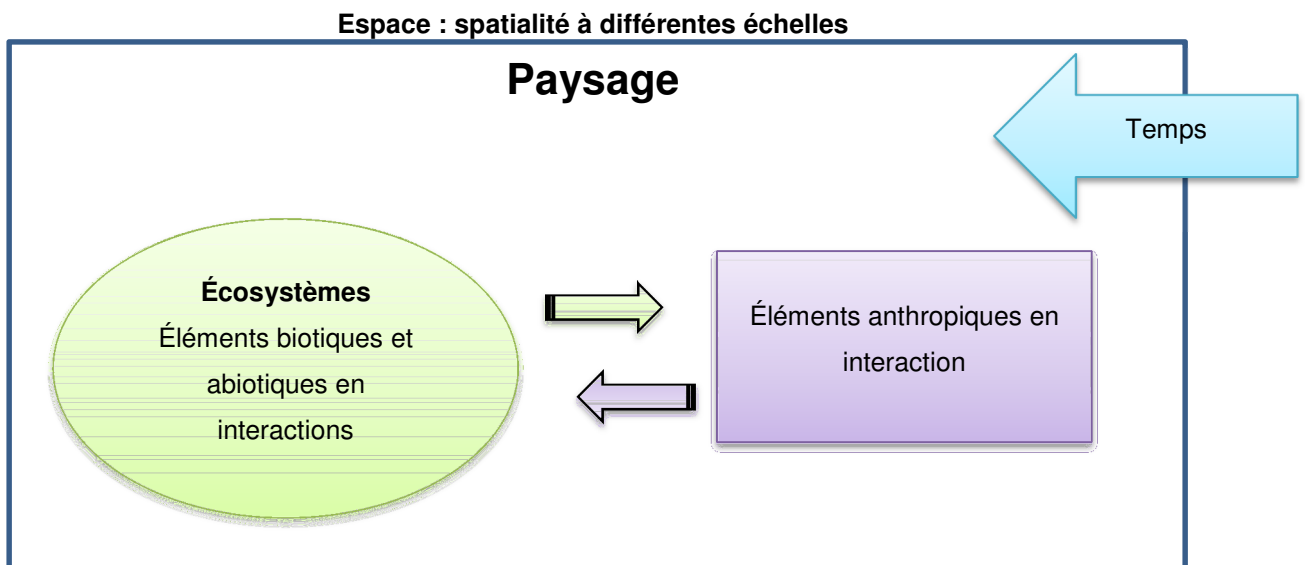 Espace : spatialité à différentes échelles
Paysage
Temps
Écosystèmes
Éléments biotiques et
abiotiques en
interactions
Éléments anthropiques en
interaction